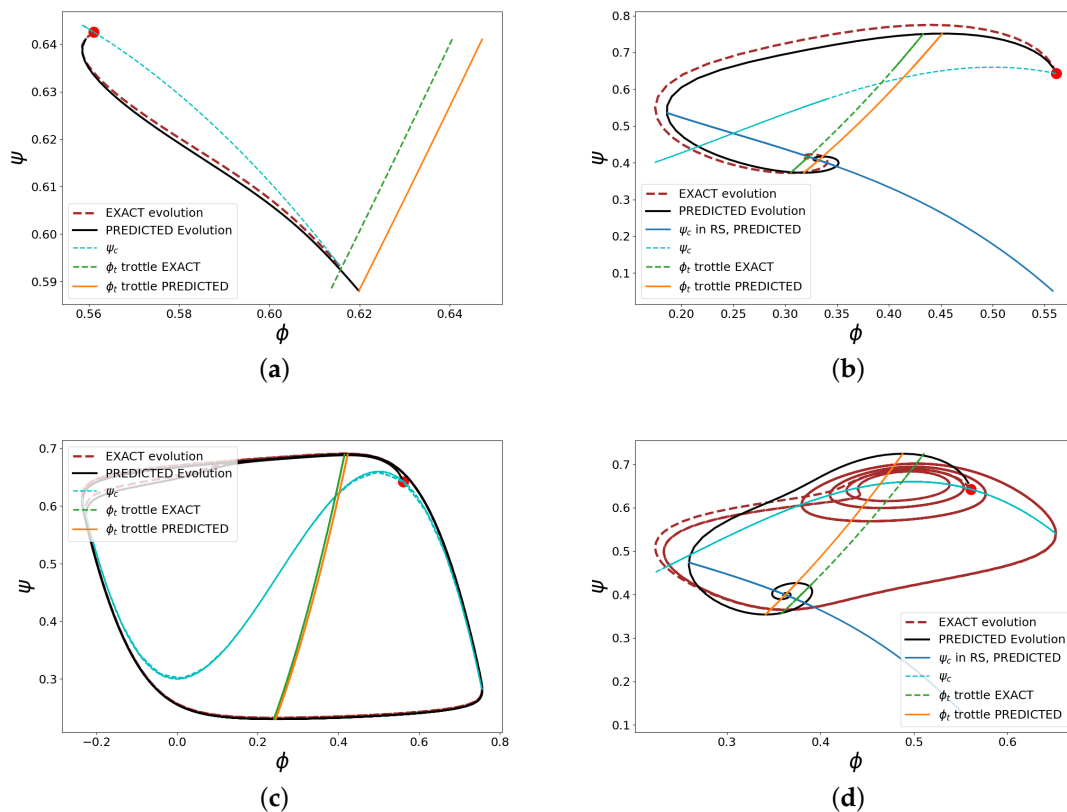 0.64
0.63
0.62
0.61
0.60
0.59
ψ
EXACT evolution
PREDICTED Evolution
ψc
ϕt trottle EXACT
ϕt trottle PREDICTED
0.56 0.58 0.60 0.62 0.64
ϕ
(a)
0.8
0.7
0.6
0.5
0.4
0.3
0.2
0.1
ψ
EXACT evolution
PREDICTED Evolution
ψc in RS, PREDICTED
ψc
ϕt trottle EXACT
ϕt trottle PREDICTED
0.20 0.25 0.30 0.35 0.40 0.45 0.50 0.55
ϕ
(b)
0.7
0.6
0.5
0.4
0.3
ψ
EXACT evolution
PREDICTED Evolution
ψc
ϕt trottle EXACT
ϕt trottle PREDICTED
−0.2 0.0 0.2 0.4 0.6 0.8
ϕ
(c)
0.7
0.6
0.5
0.4
0.3
0.2
0.1
ψ
EXACT evolution
PREDICTED Evolution
ψc in RS, PREDICTED
ψc
ϕt trottle EXACT
ϕt trottle PREDICTED
0.3 0.4 0.5 0.6
ϕ
(d)